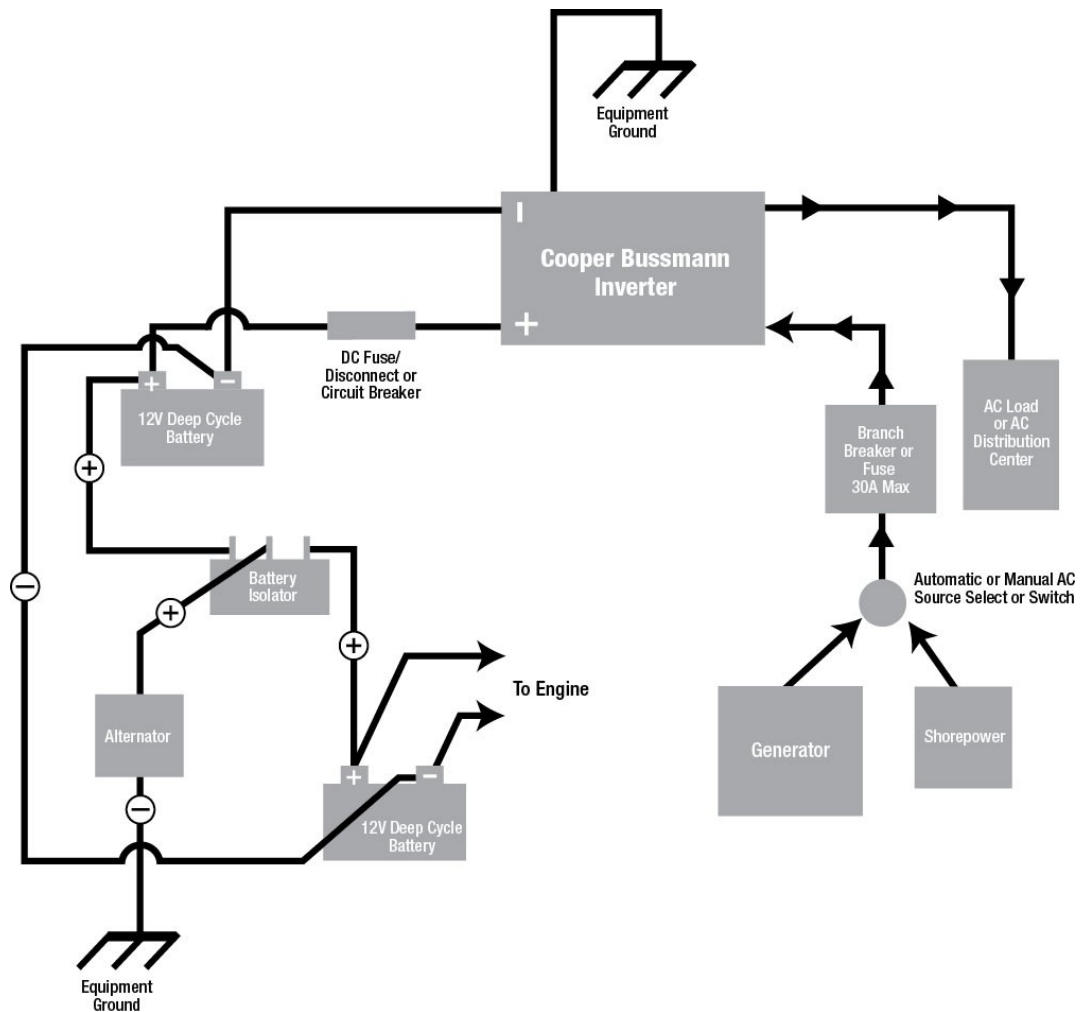 Equipment
Ground
−
Cooper Bussmann
Inverter
+
DC Fuse/
Disconnect or
Circuit Breaker
+
−
12V Deep Cycle
Battery
Branch
Breaker or
Fuse
30A Max
AC Load
or AC
Distribution
Center
+
Battery
Isolator
−
+
+
Automatic or Manual AC
Source Select or Switch
To Engine
Alternator
Generator
Shorepower
+
−
−
12V Deep Cycle
Battery
Equipment
Ground